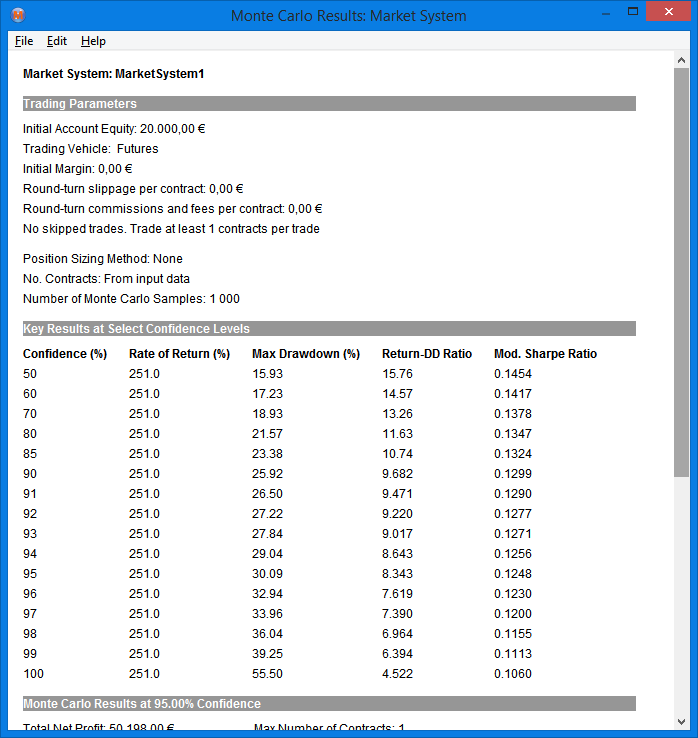 Monte Carlo Results: Market System
File Edit Help
Market System: MarketSystem1
Trading Parameters
Initial Account Equity: 20.000,00 €
Trading Vehicle: Futures
Initial Margin: 0,00 €
Round-turn slippage per contract: 0,00 €
Round-turn commissions and fees per contract: 0,00 €
No skipped trades. Trade at least 1 contracts per trade
Position Sizing Method: None
No. Contracts: From input data
Number of Monte Carlo Samples: 1 000
Key Results at Select Confidence Levels
Confidence (%) Rate of Return (%) Max Drawdown (%) Return-DD Ratio Mod. Sharpe Ratio
50 251.0 15.93 15.76 0.1454
60 251.0 17.23 14.57 0.1417
70 251.0 18.93 13.26 0.1378
80 251.0 21.57 11.63 0.1347
85 251.0 23.38 10.74 0.1324
90 251.0 25.92 9.682 0.1299
91 251.0 26.50 9.471 0.1290
92 251.0 27.22 9.220 0.1277
93 251.0 27.84 9.017 0.1271
94 251.0 29.04 8.643 0.1256
95 251.0 30.09 8.343 0.1248
96 251.0 32.94 7.619 0.1230
97 251.0 33.96 7.390 0.1200
98 251.0 36.04 6.964 0.1155
99 251.0 39.25 6.394 0.1113
100 251.0 55.50 4.522 0.1060
Monte Carlo Results at 95.00% Confidence
Total Net Profit: 50.198,00 € Max Number of Contracts: 1